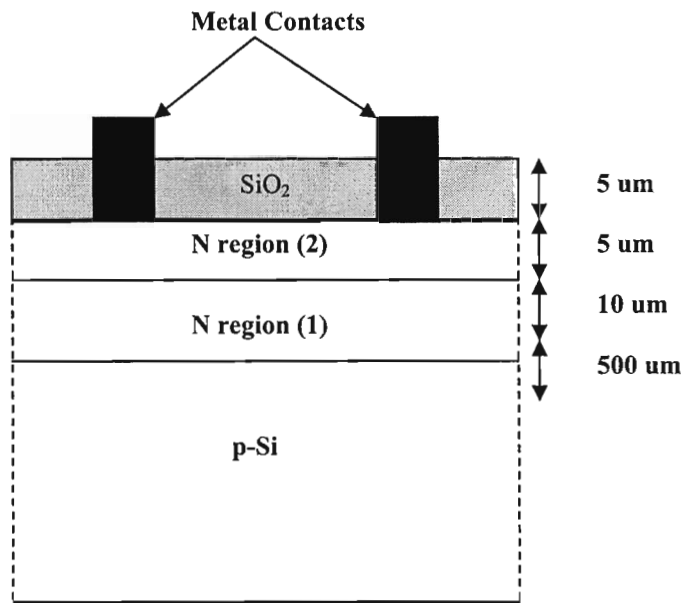 Metal Contacts
SiO₂
5 um
N region (2)
5 um
N region (1)
10 um
500 um
p-Si